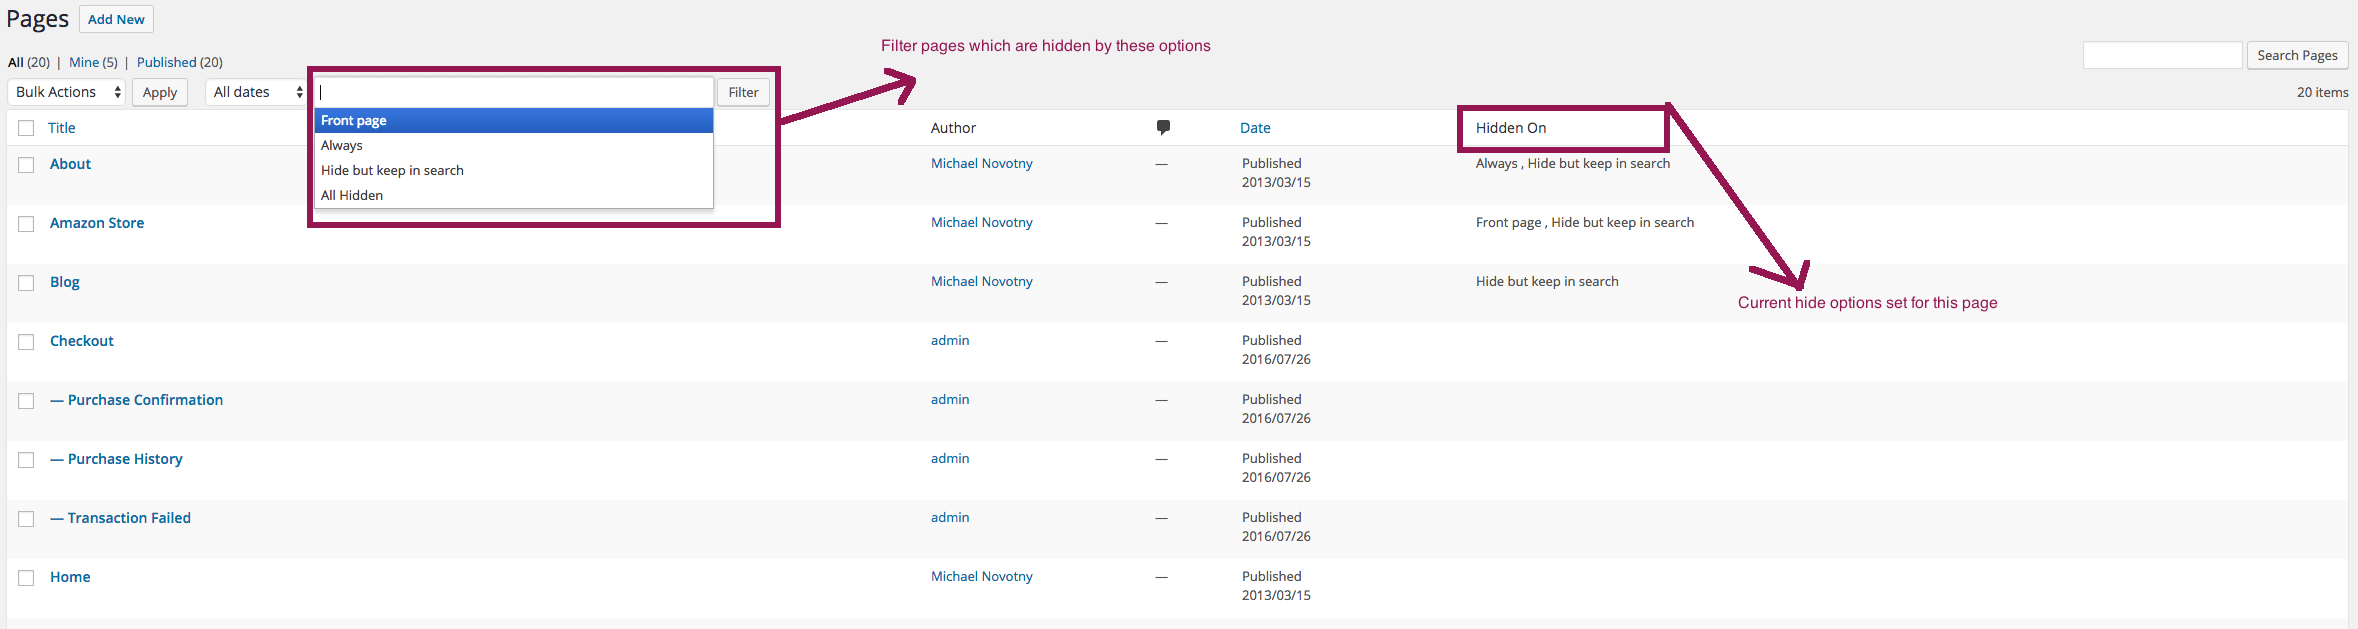 Pages Add New
Filter pages which are hidden by these options
All (20) | Mine (5) | Published (20)
Search Pages
Bulk Actions Apply All dates Filter
20 items
Front page
Always
Hide but keep in search
All Hidden
Title Author Date Hidden On
About Michael Novotny — Published Always , Hide but keep in search
2013/03/15
Amazon Store Michael Novotny — Published Front page , Hide but keep in search
2013/03/15
Blog Michael Novotny — Published Hide but keep in search
2013/03/15
Current hide options set for this page
Checkout admin — Published
2016/07/26
— Purchase Confirmation admin — Published
2016/07/26
— Purchase History admin — Published
2016/07/26
— Transaction Failed admin — Published
2016/07/26
Home Michael Novotny — Published
2013/03/15